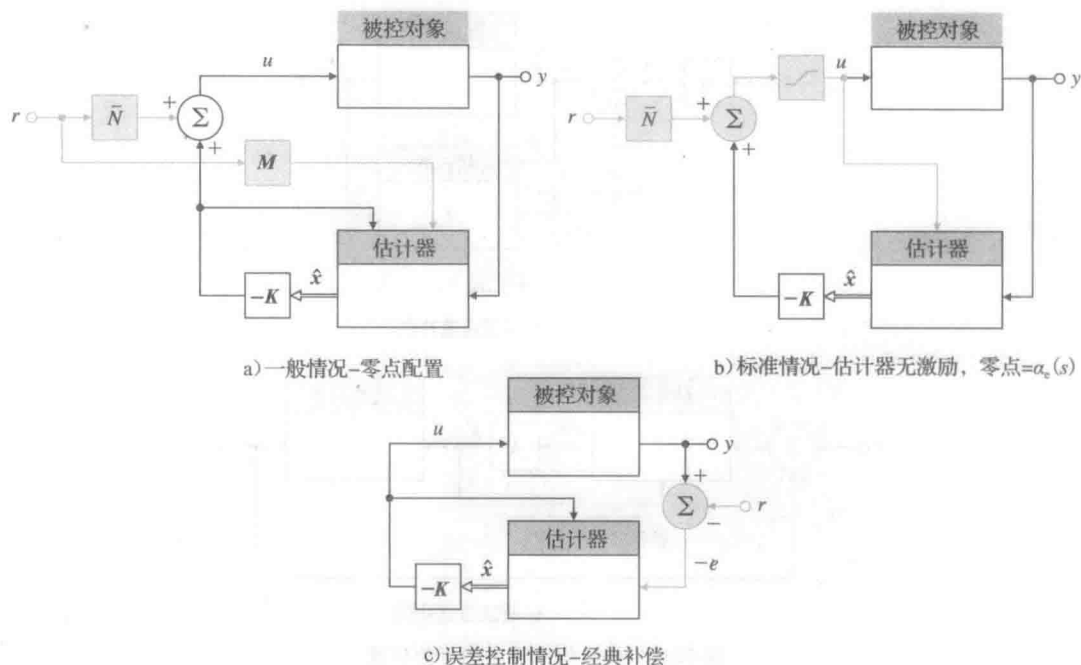 被控对象
u
y
r
N̄
+
Σ
+
M
估计器
x̂
−K
a)一般情况-零点配置
被控对象
u
y
r
N̄
+
Σ
+
估计器
x̂
−K
b)标准情况-估计器无激励，零点=αe(s)
被控对象
u
y
+
Σ
r
−
估计器
−e
x̂
−K
c)误差控制情况-经典补偿